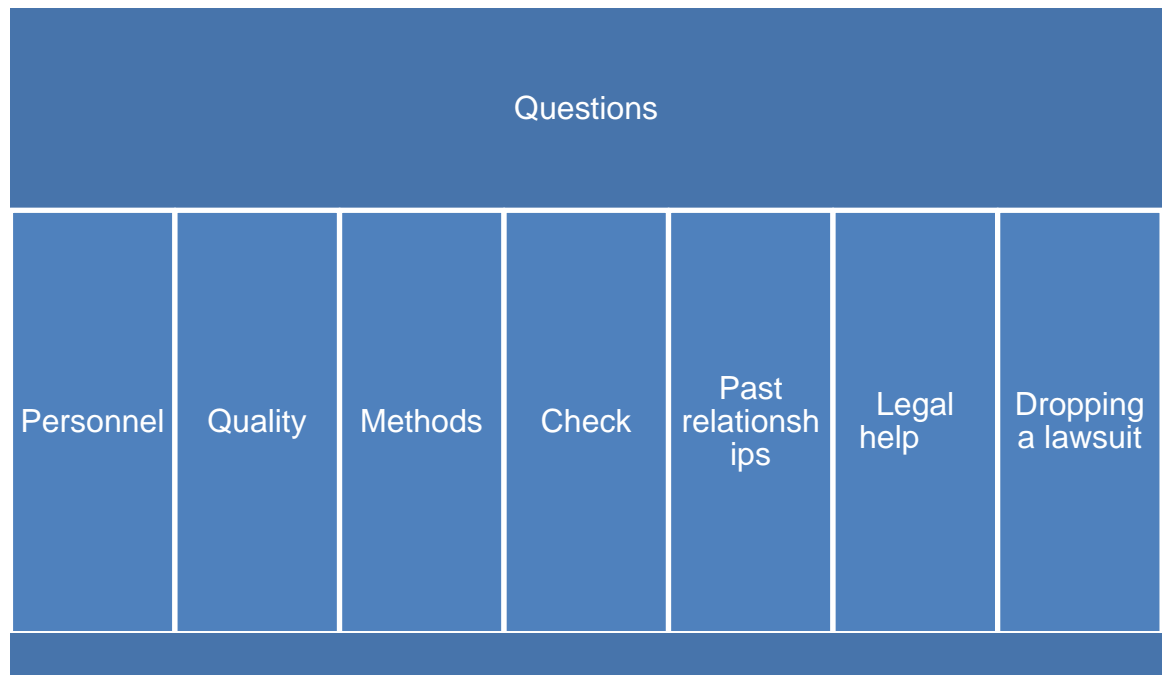 Questions
Personnel
Quality
Methods
Check
Past
relationsh
ips
Legal
help
Dropping
a lawsuit